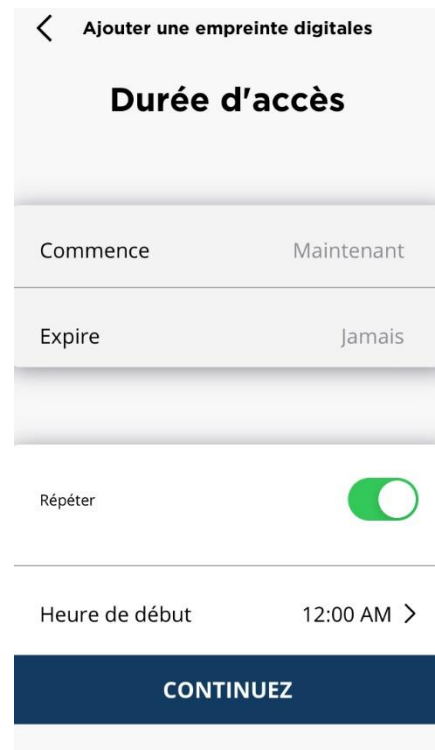 Ajouter une empreinte digitales
Durée d'accès
Commence Maintenant
Expire Jamais
Répéter
Heure de début 12:00 AM
CONTINUEZ